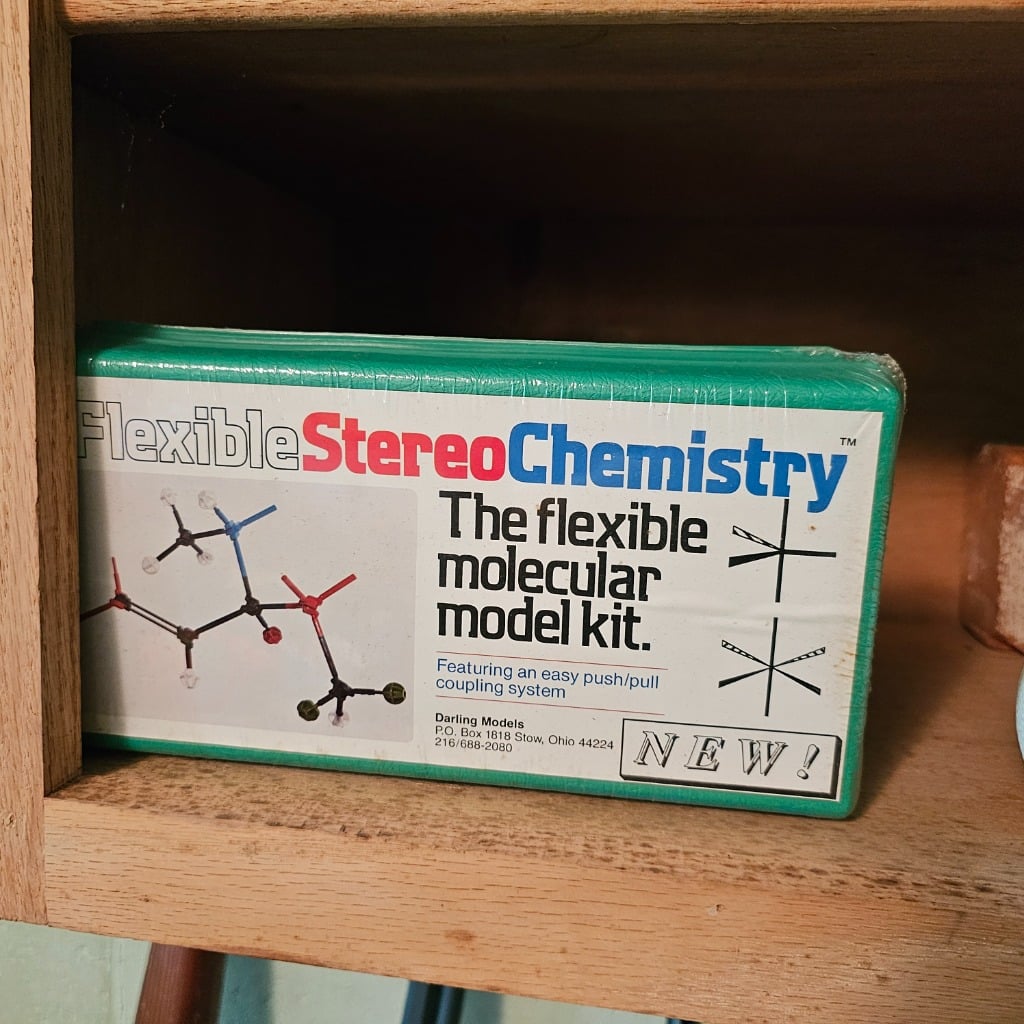 FlexibleStereoChemistry™
The flexible
molecular
model kit.
Featuring an easy push/pull
coupling system
Darling Models
P.O. Box 1818 Stow, Ohio 44224
216/688-2080
NEW!